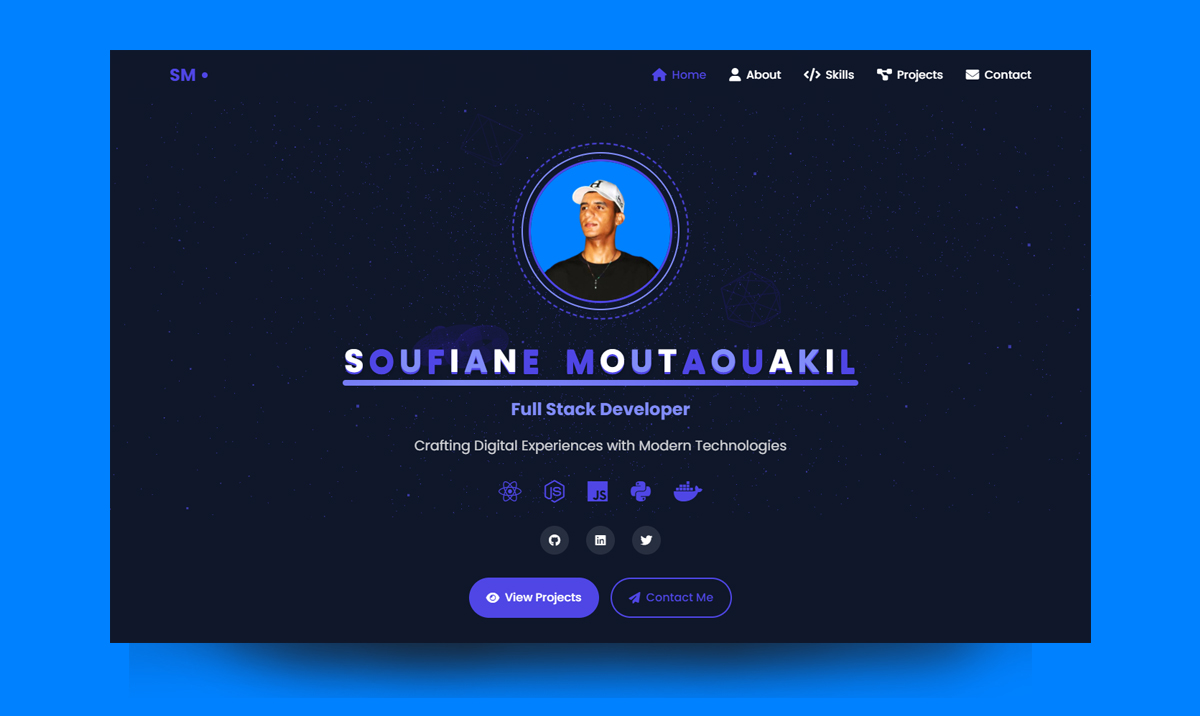 SM
Home About Skills Projects Contact
SOUFIANE MOUTAOUAKIL
Full Stack Developer
Crafting Digital Experiences with Modern Technologies
JS JS
View Projects Contact Me